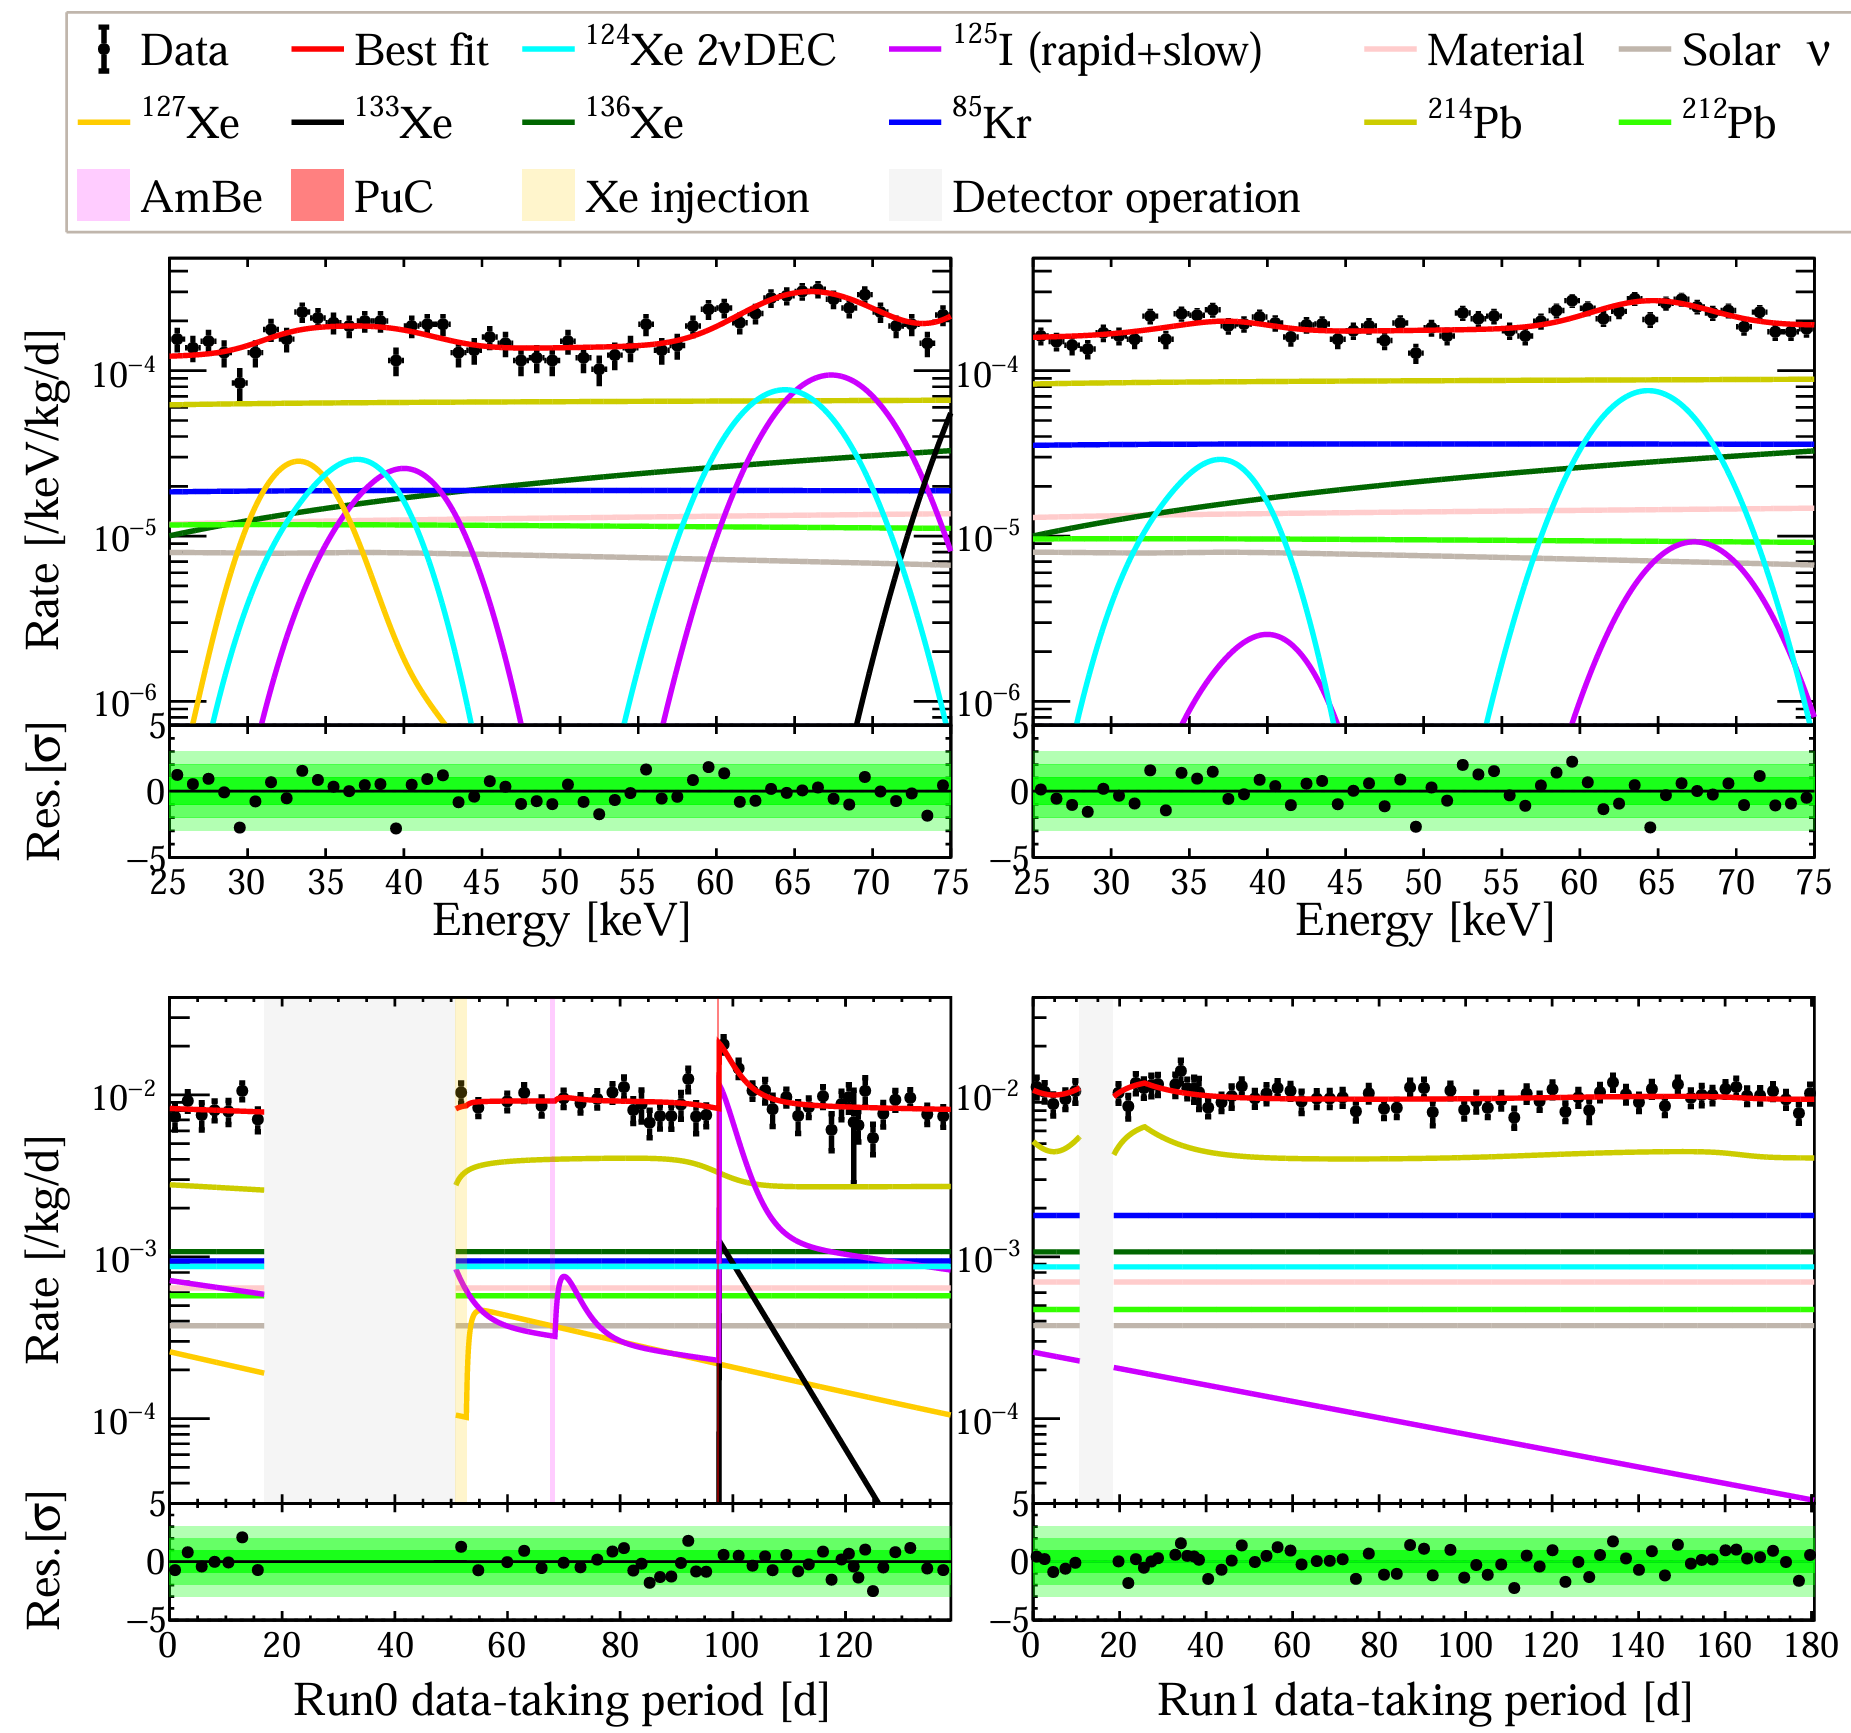 Data Best fit ¹²⁴Xe 2νDEC ¹²⁵I (rapid+slow) Material Solar ν
¹²⁷Xe ¹³³Xe ¹³⁶Xe ⁸⁵Kr ²¹⁴Pb ²¹²Pb
AmBe PuC Xe injection Detector operation
Rate [/keV/kg/d]
10⁻⁴
10⁻⁵
10⁻⁶
10⁻⁴
10⁻⁵
10⁻⁶
Res.[σ]
5
0
−5
5
0
−5
25 30 35 40 45 50 55 60 65 70 75
25 30 35 40 45 50 55 60 65 70 75
Energy [keV]
Energy [keV]
Rate [/kg/d]
10⁻²
10⁻³
10⁻⁴
10⁻²
10⁻³
10⁻⁴
Res.[σ]
5
0
−5
5
0
−5
0 20 40 60 80 100 120
0 20 40 60 80 100 120 140 160 180
Run0 data-taking period [d]
Run1 data-taking period [d]